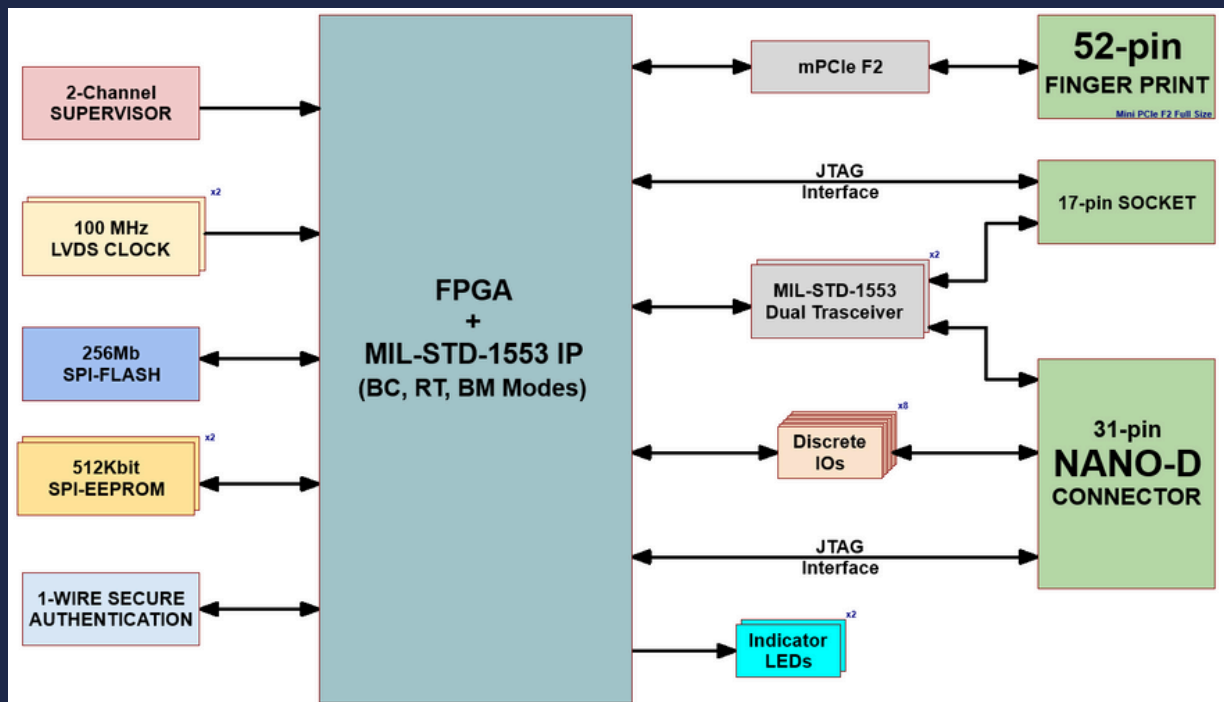 2-Channel
SUPERVISOR
x2
100 MHz
LVDS CLOCK
256Mb
SPI-FLASH
x2
512Kbit
SPI-EEPROM
1-WIRE SECURE
AUTHENTICATION
FPGA
+
MIL-STD-1553 IP
(BC, RT, BM Modes)
mPCIe F2
52-pin
FINGER PRINT
Mini PCIe F2 Full Size
JTAG
Interface
17-pin SOCKET
x2
MIL-STD-1553
Dual Trasceiver
x8
Discrete
IOs
31-pin
NANO-D
CONNECTOR
JTAG
Interface
x2
Indicator
LEDs